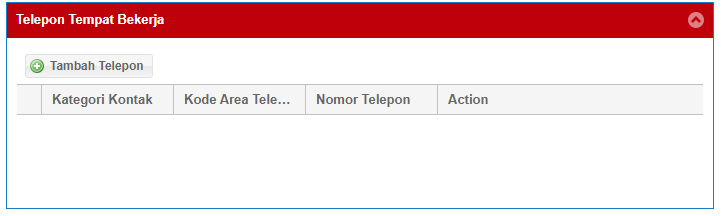 Telepon Tempat Bekerja
Tambah Telepon
Kategori Kontak Kode Area Tele... Nomor Telepon Action